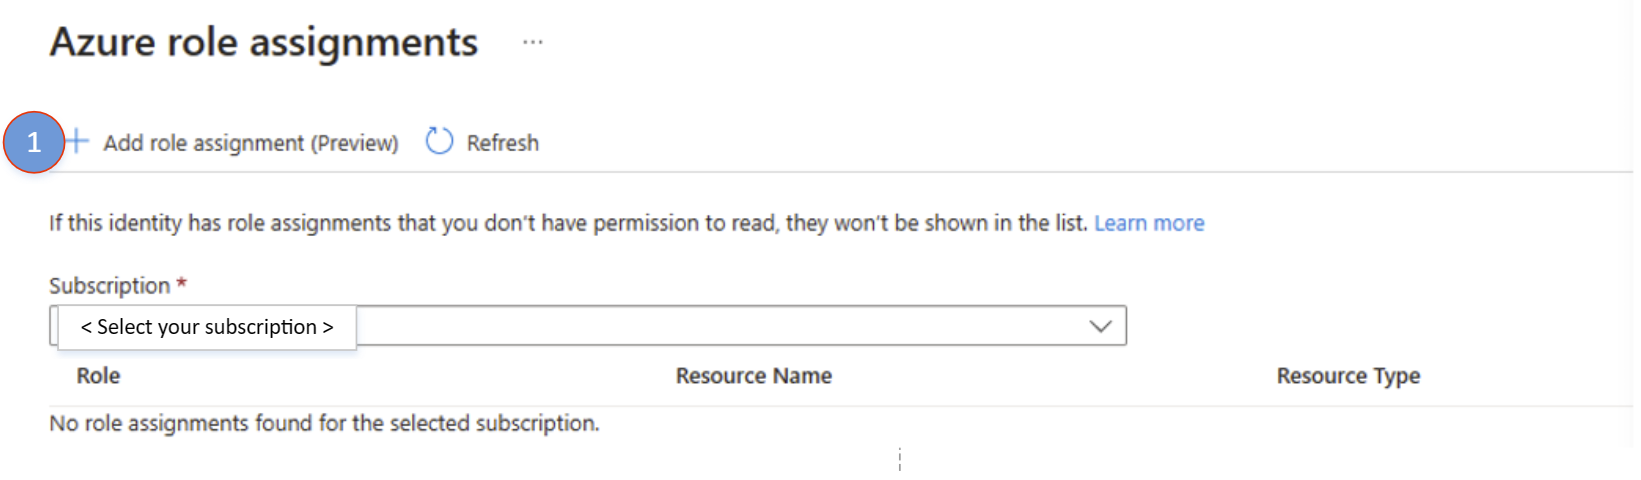 Azure role assignments ...
1 + Add role assignment (Preview) Refresh
If this identity has role assignments that you don't have permission to read, they won't be shown in the list. Learn more
Subscription *
< Select your subscription >
Role Resource Name Resource Type
No role assignments found for the selected subscription.